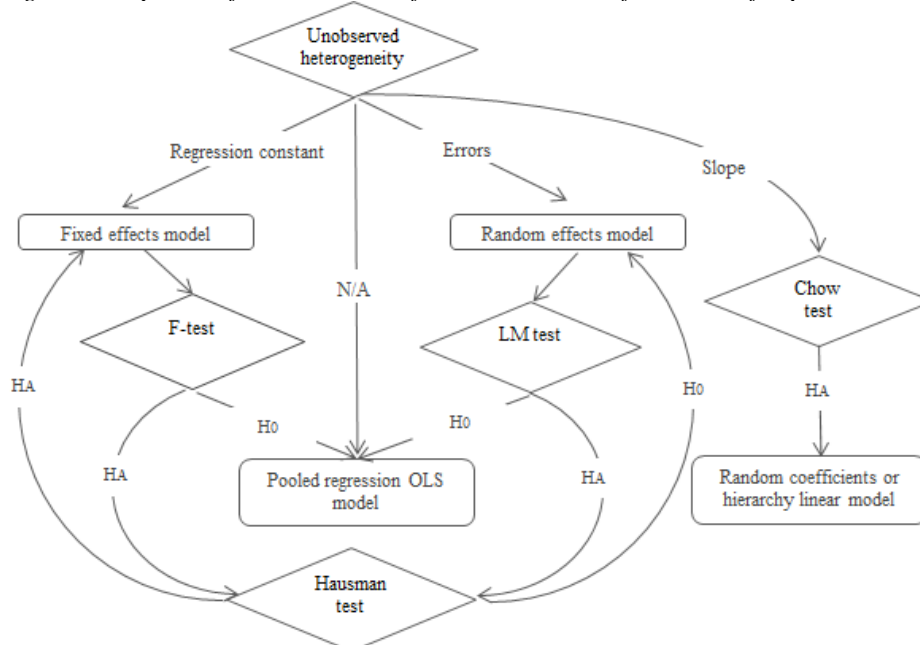 Unobserved
heterogeneity
Regression constant
Errors
Slope
Fixed effects model
Random effects model
N/A
Chow
test
F-test
LM test
HA
H0
HA
H0
H0
HA
HA
Pooled regression OLS
model
Random coefficients or
hierarchy linear model
Hausman
test